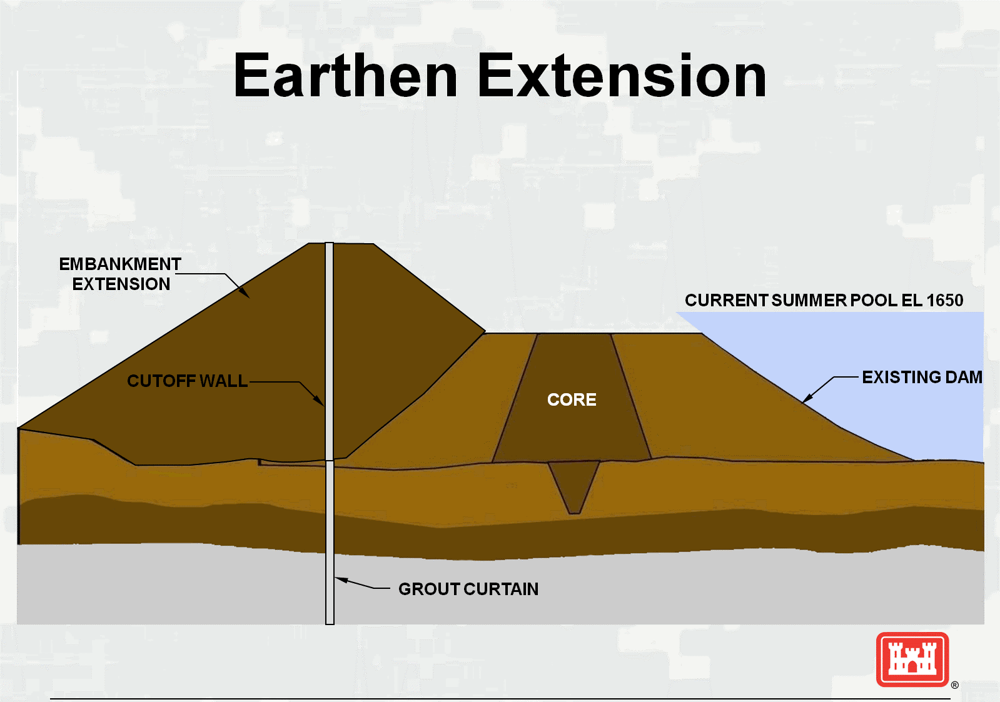 Earthen Extension
EMBANKMENT
EXTENSION
CURRENT SUMMER POOL EL 1650
CUTOFF WALL
EXISTING DAM
CORE
GROUT CURTAIN
®